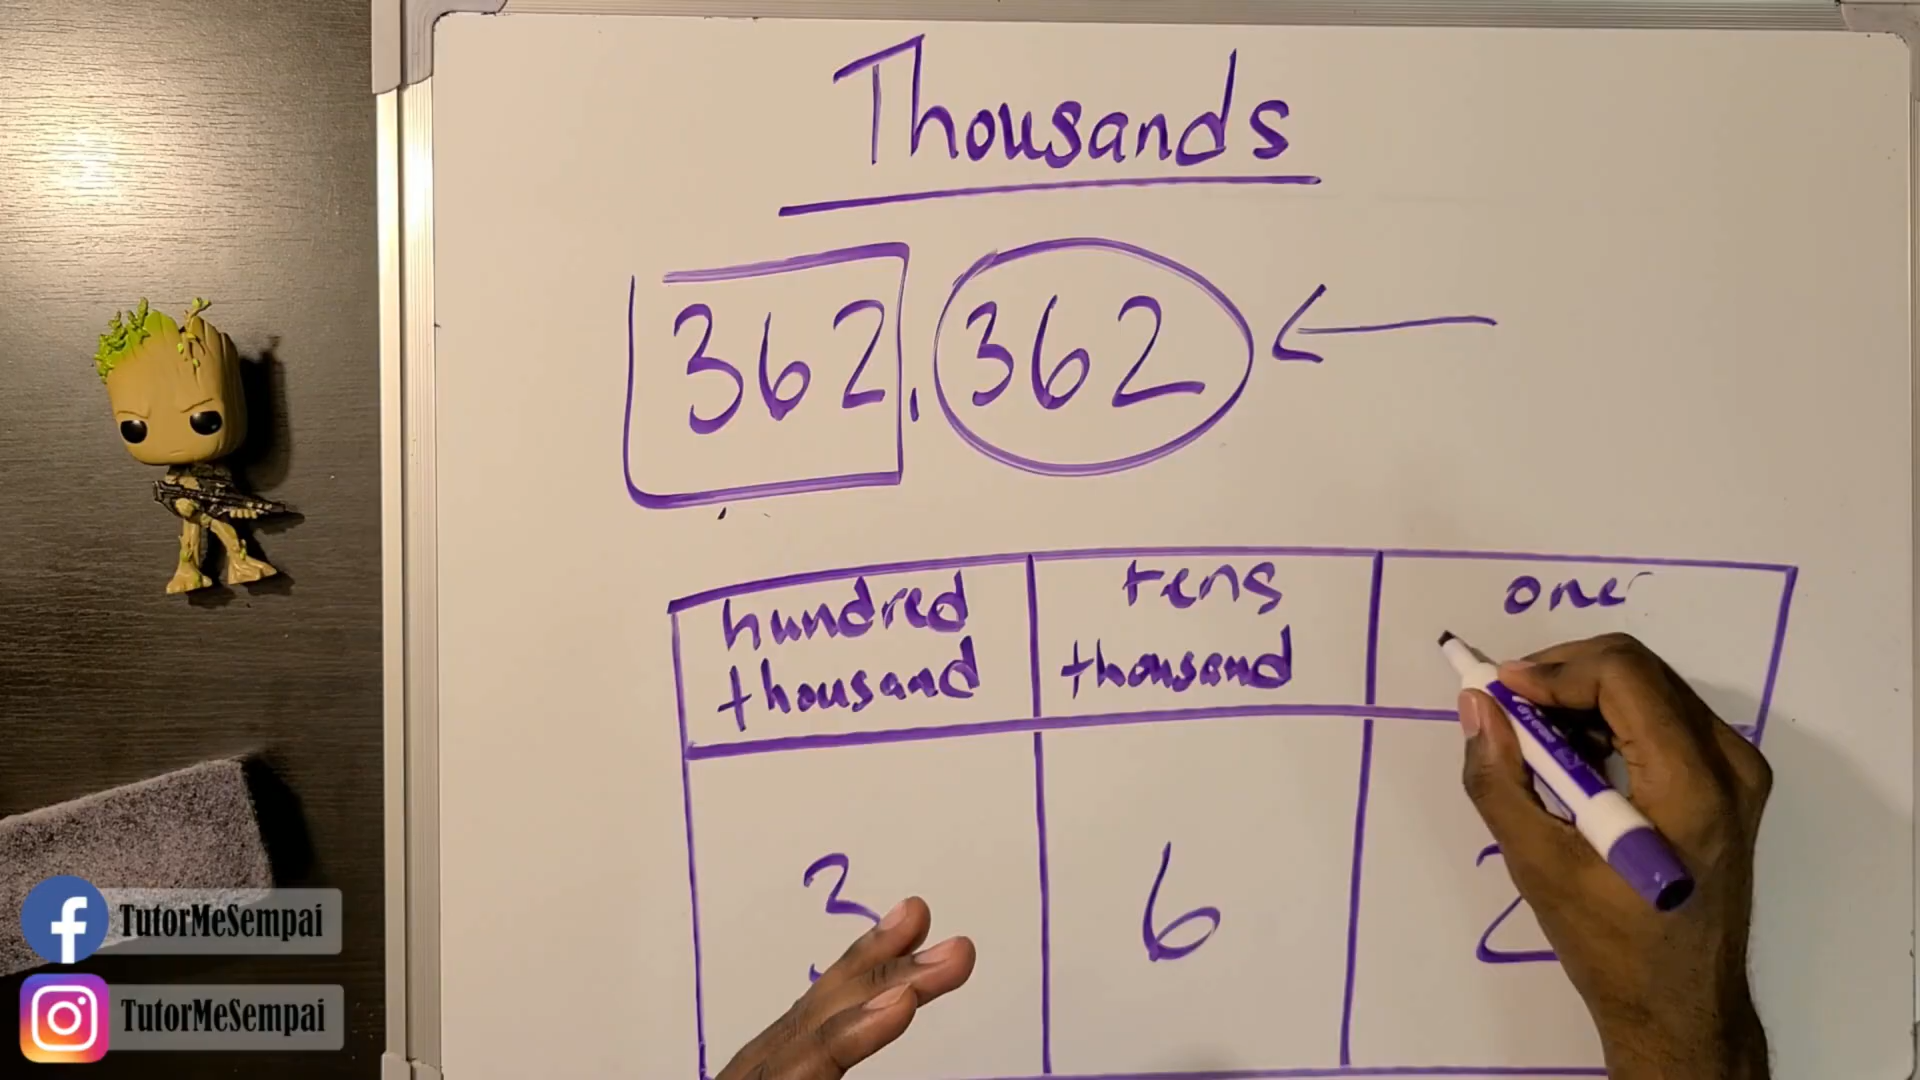 Thousands
362,362
hundred thousand
tens thousand
one
3 6 2
TutorMeSempai
TutorMeSempai